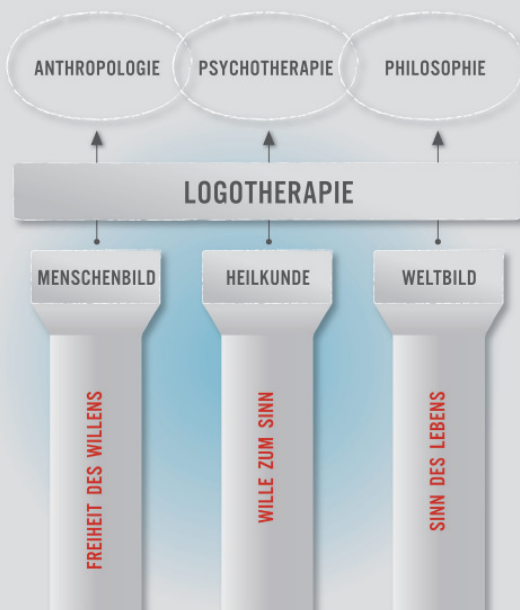 ANTHROPOLOGIE
PSYCHOTHERAPIE
PHILOSOPHIE
LOGOTHERAPIE
MENSCHENBILD
HEILKUNDE
WELTBILD
FREIHEIT DES WILLENS
WILLE ZUM SINN
SINN DES LEBENS